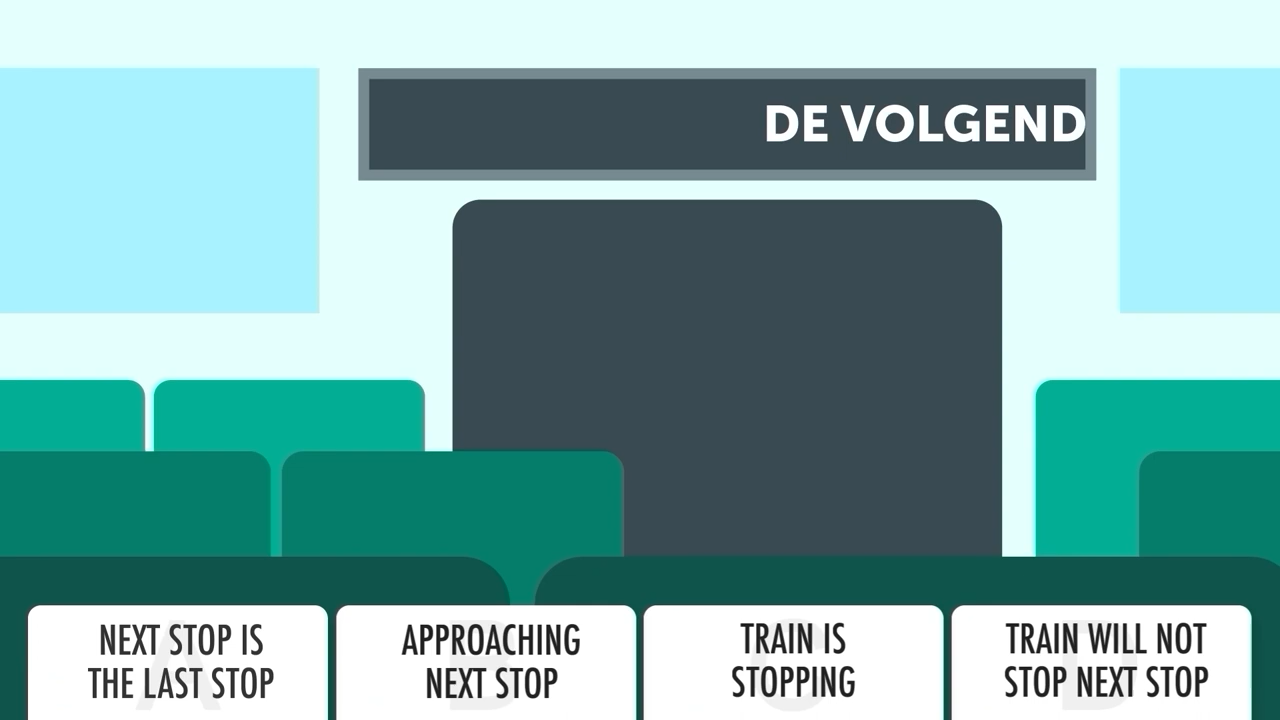 DE VOLGEND
NEXT STOP IS
THE LAST STOP
A
APPROACHING
NEXT STOP
B
TRAIN IS
STOPPING
C
TRAIN WILL NOT
STOP NEXT STOP
D